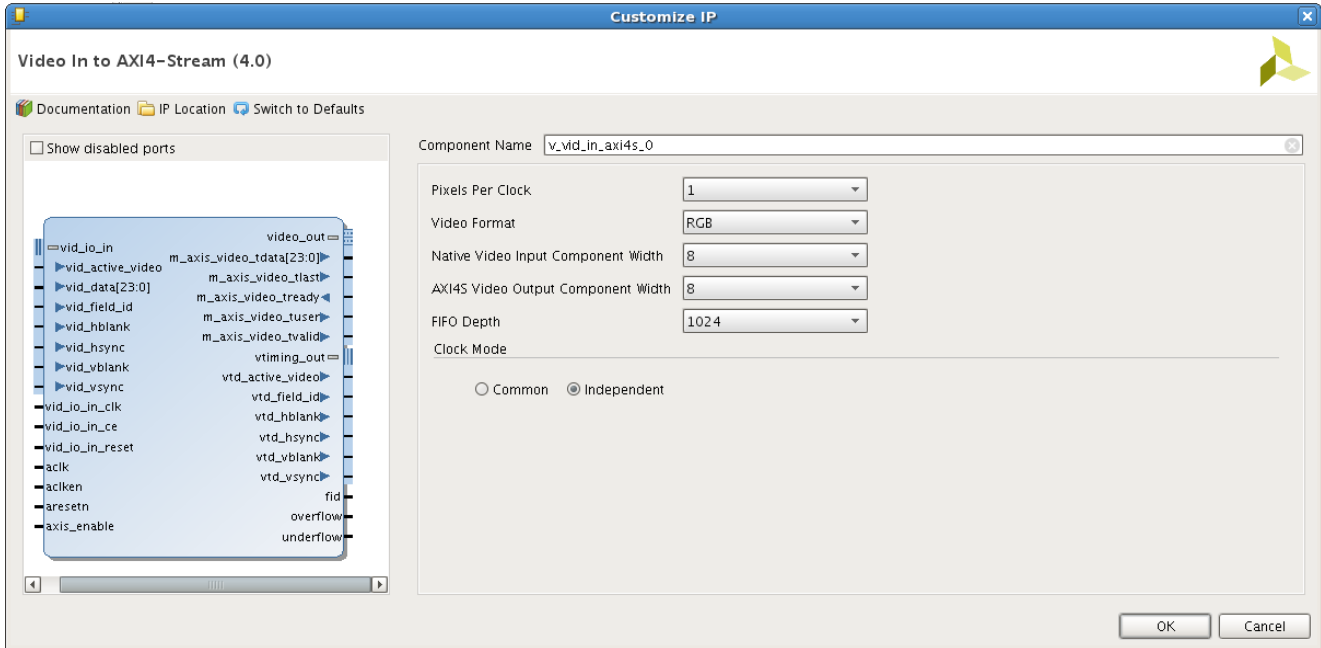 Customize IP
Video In to AXI4-Stream (4.0)
Documentation IP Location Switch to Defaults
Show disabled ports
vid_io_in
vid_active_video
vid_data[23:0]
vid_field_id
vid_hblank
vid_hsync
vid_vblank
vid_vsync
vid_io_in_clk
vid_io_in_ce
vid_io_in_reset
aclk
aclken
aresetn
axis_enable
video_out
m_axis_video_tdata[23:0]
m_axis_video_tlast
m_axis_video_tready
m_axis_video_tuser
m_axis_video_tvalid
vtiming_out
vtd_active_video
vtd_field_id
vtd_hblank
vtd_hsync
vtd_vblank
vtd_vsync
fid
overflow
underflow
Component Name v_vid_in_axi4s_0
Pixels Per Clock 1
Video Format RGB
Native Video Input Component Width 8
AXI4S Video Output Component Width 8
FIFO Depth 1024
Clock Mode
Common Independent
OK Cancel